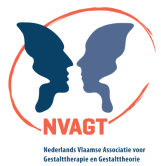 NVAGT
Nederlands Vlaamse Associatie voor
Gestalttherapie en Gestalttheorie